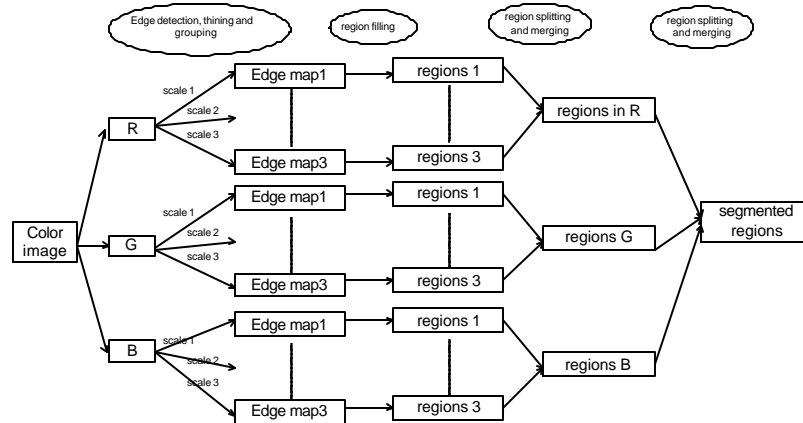 Edge detection, thining and
grouping
region filling
region splitting
and merging
region splitting
and merging
Edge map1
regions 1
scale 1
scale 2
R
regions in R
scale 3
Edge map3
regions 3
Edge map1
regions 1
scale 1
Color
image
G
scale 2
regions G
segmented
regions
scale 3
Edge map3
regions 3
Edge map1
regions 1
scale 1
B
scale 2
regions B
scale 3
Edge map3
regions 3